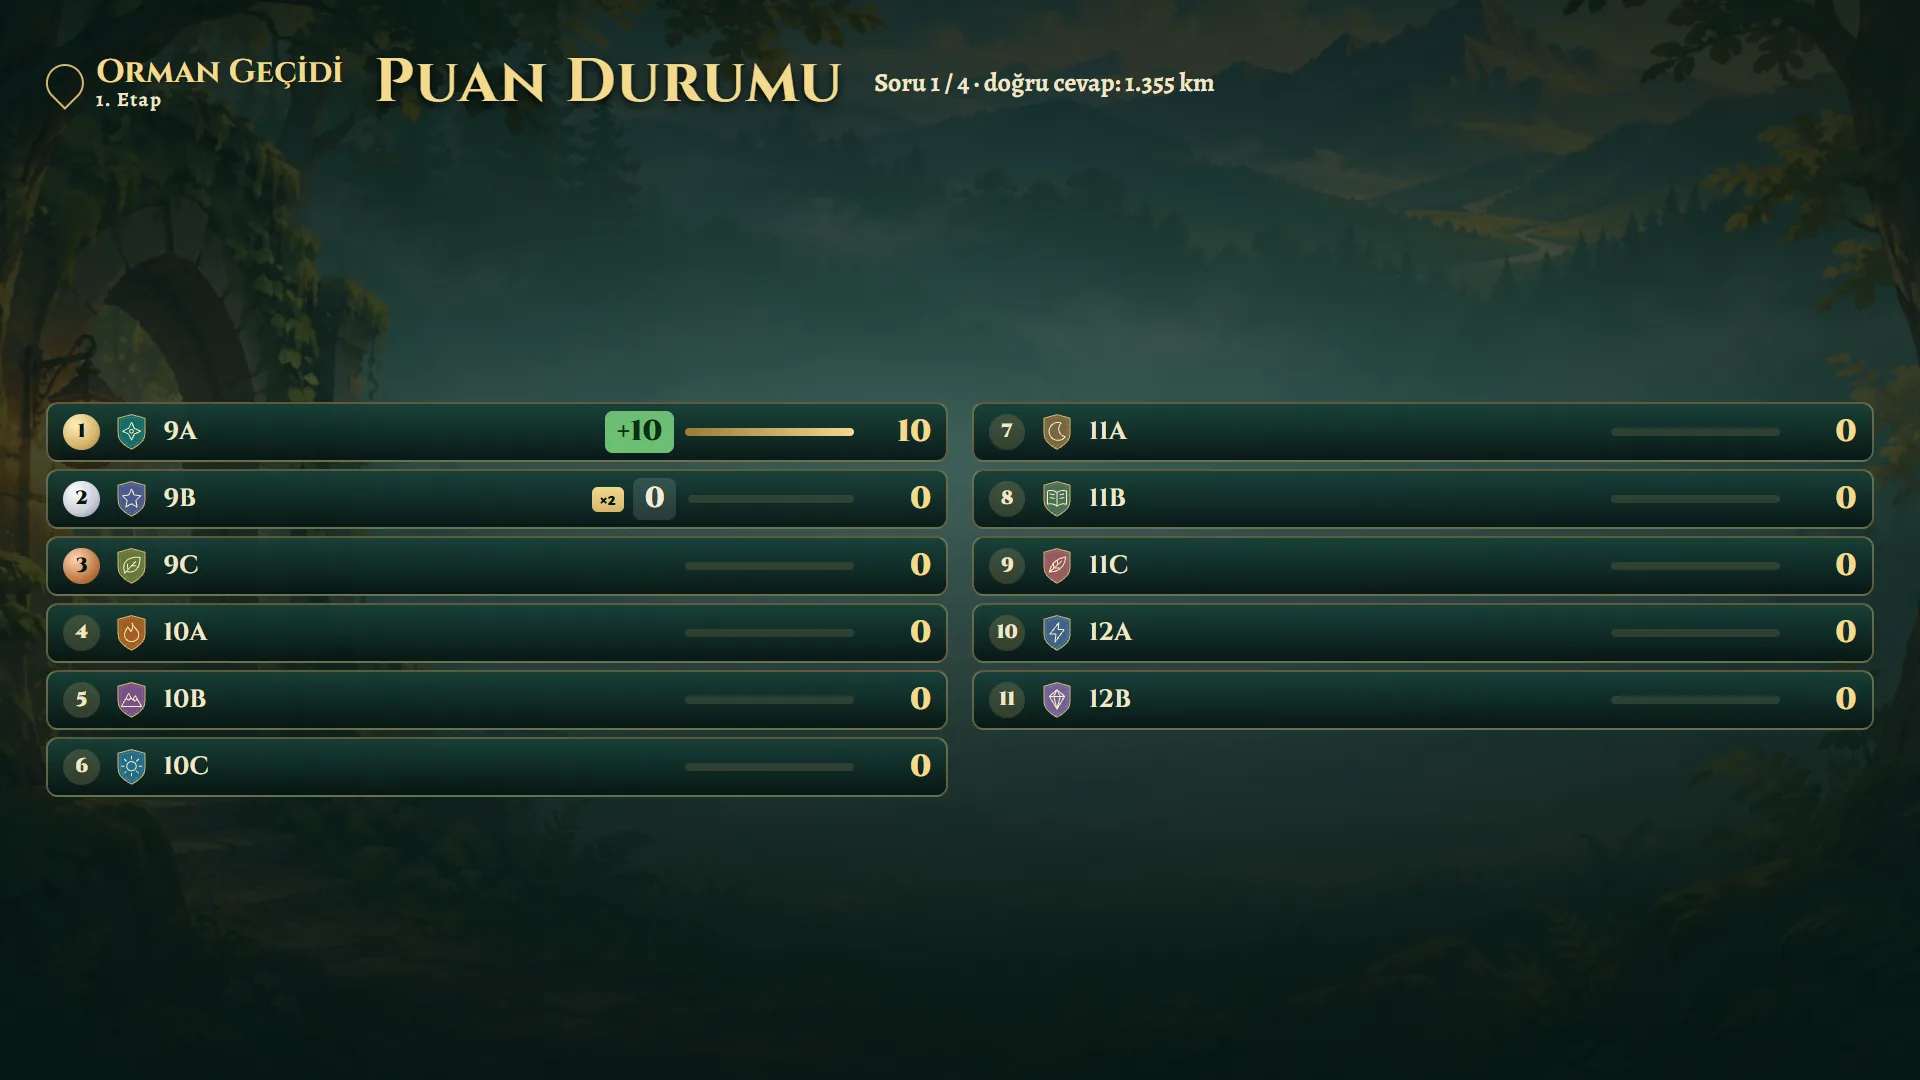 Orman Geçidi
1. Etap
Puan Durumu
Soru 1 / 4 · doğru cevap: 1.355 km
1 9A +10 10
2 9B ×2 0 0
3 9C 0
4 10A 0
5 10B 0
6 10C 0
7 11A 0
8 11B 0
9 11C 0
10 12A 0
11 12B 0